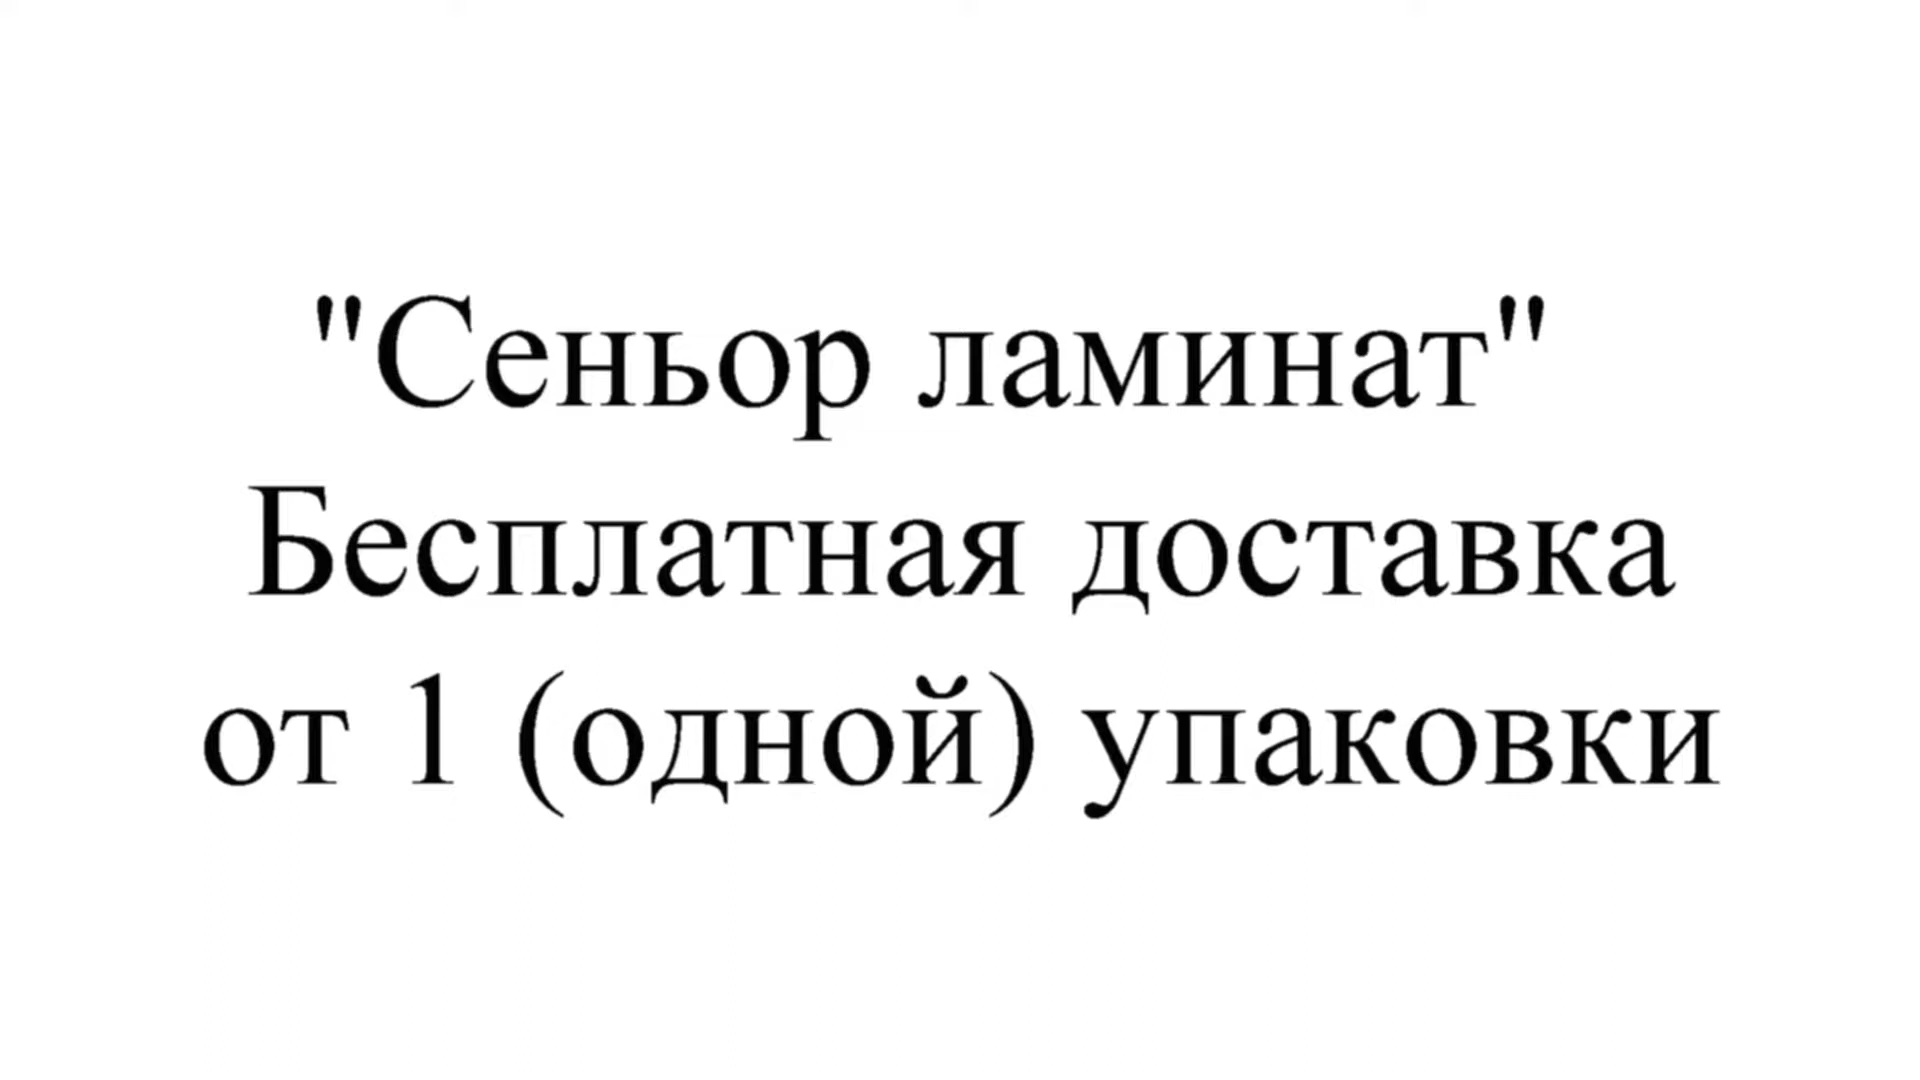 "Сеньор ламинат"
Бесплатная доставка
от 1 (одной) упаковки